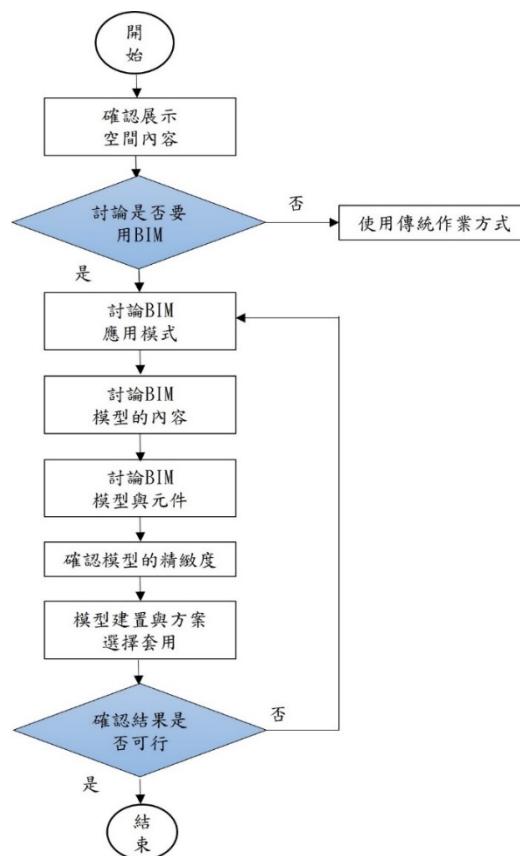 開
始
確認展示
空間內容
討論是否要
用BIM
否
使用傳統作業方式
是
討論BIM
應用模式
討論BIM
模型的內容
討論BIM
模型與元件
確認模型的精緻度
模型建置與方案
選擇套用
確認結果是
否可行
否
是
結
束